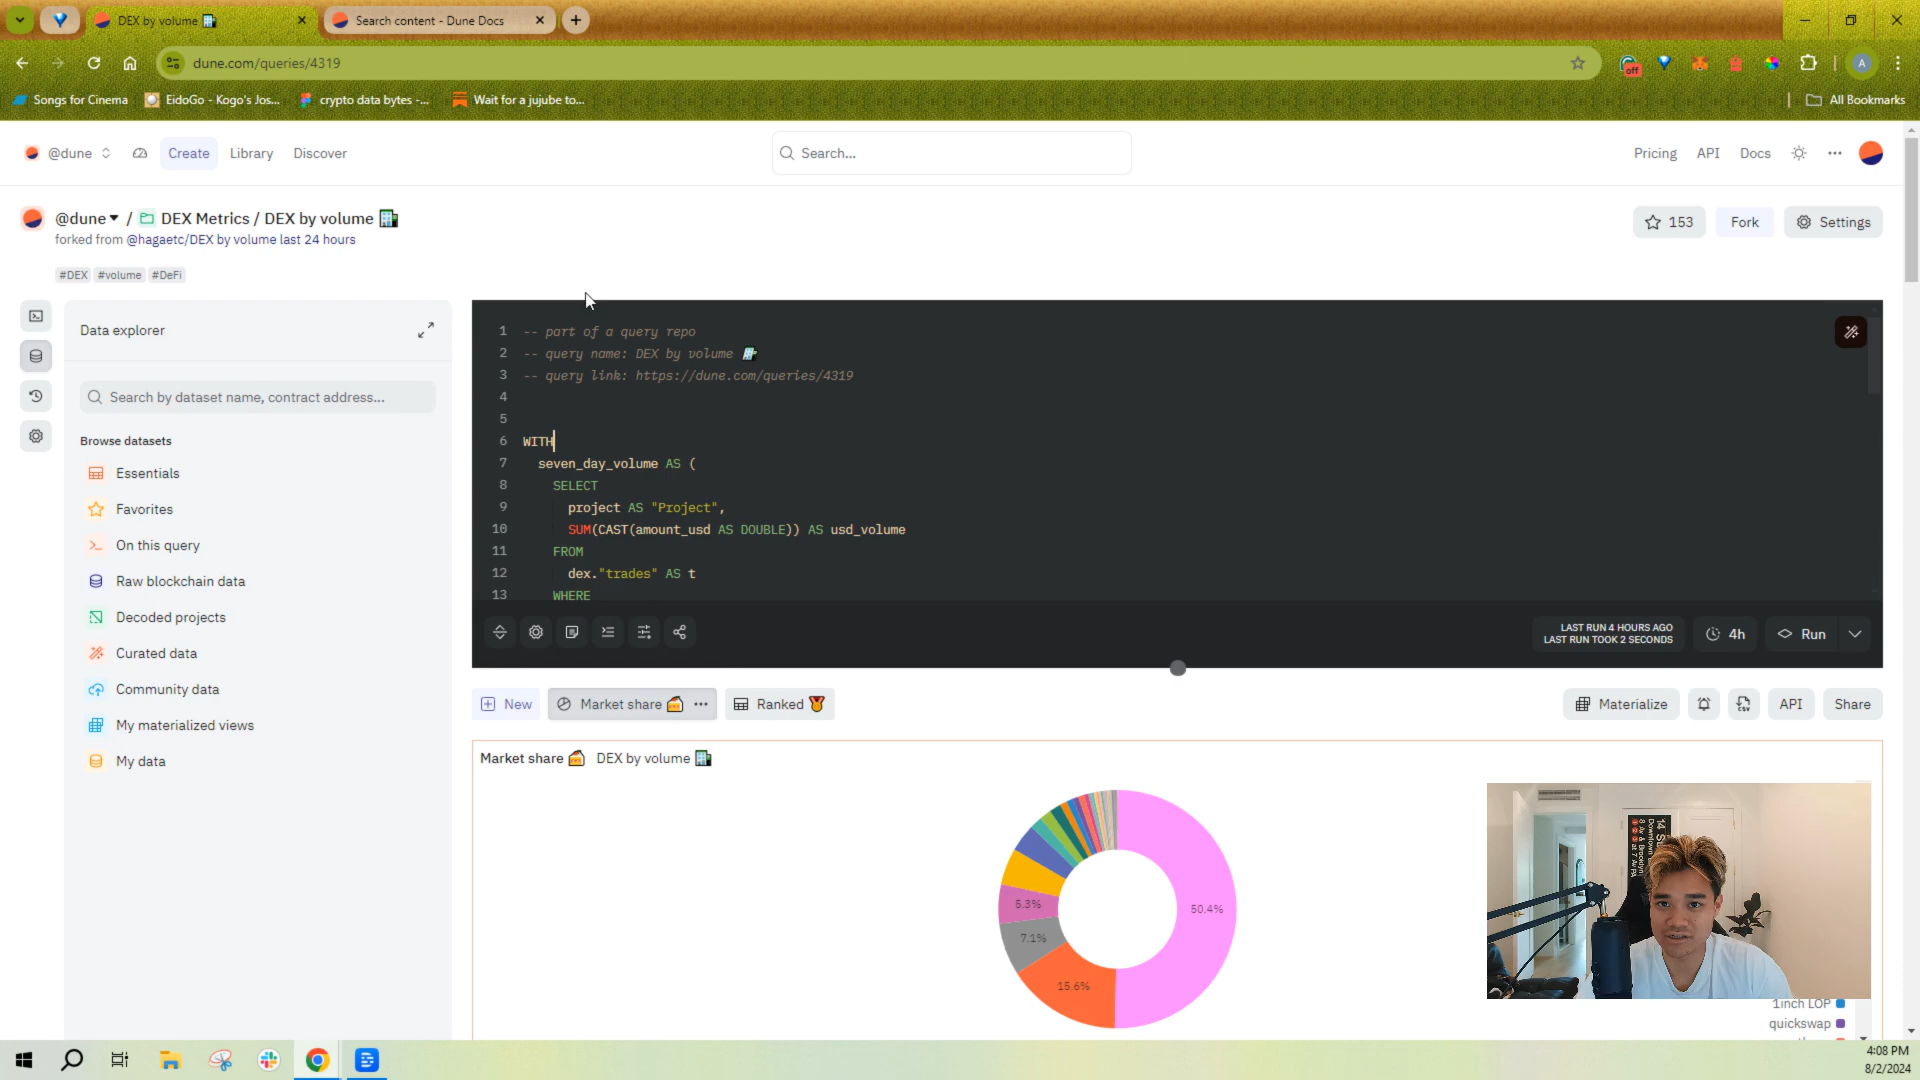 DEX by volume
Search content - Dune Docs
dune.com/queries/4319
off
A
Songs for Cinema
EidoGo - Kogo's Jos...
crypto data bytes -...
Wait for a jujube to...
All Bookmarks
@dune
Create
Library
Discover
Search...
Pricing
API
Docs
@dune / DEX Metrics / DEX by volume
forked from @hagaetc/DEX by volume last 24 hours
#DEX #volume #DeFi
153
Fork
Settings
Data explorer
Search by dataset name, contract address...
Browse datasets
Essentials
Favorites
On this query
Raw blockchain data
Decoded projects
Curated data
Community data
My materialized views
My data
1 -- part of a query repo
2 -- query name: DEX by volume
3 -- query link: https://dune.com/queries/4319
4
5
6 WITH
7 seven_day_volume AS (
8 SELECT
9 project AS "Project",
10 SUM(CAST(amount_usd AS DOUBLE)) AS usd_volume
11 FROM
12 dex."trades" AS t
13 WHERE
LAST RUN 4 HOURS AGO
LAST RUN TOOK 2 SECONDS
4h
Run
New
Market share
Ranked
Materialize
CSV
API
Share
Market share DEX by volume
50.4%
5.3%
7.1%
15.6%
14 St
Downtown
8 Av & Brooklyn
1inch LOP
quickswap
4:08 PM
8/2/2024